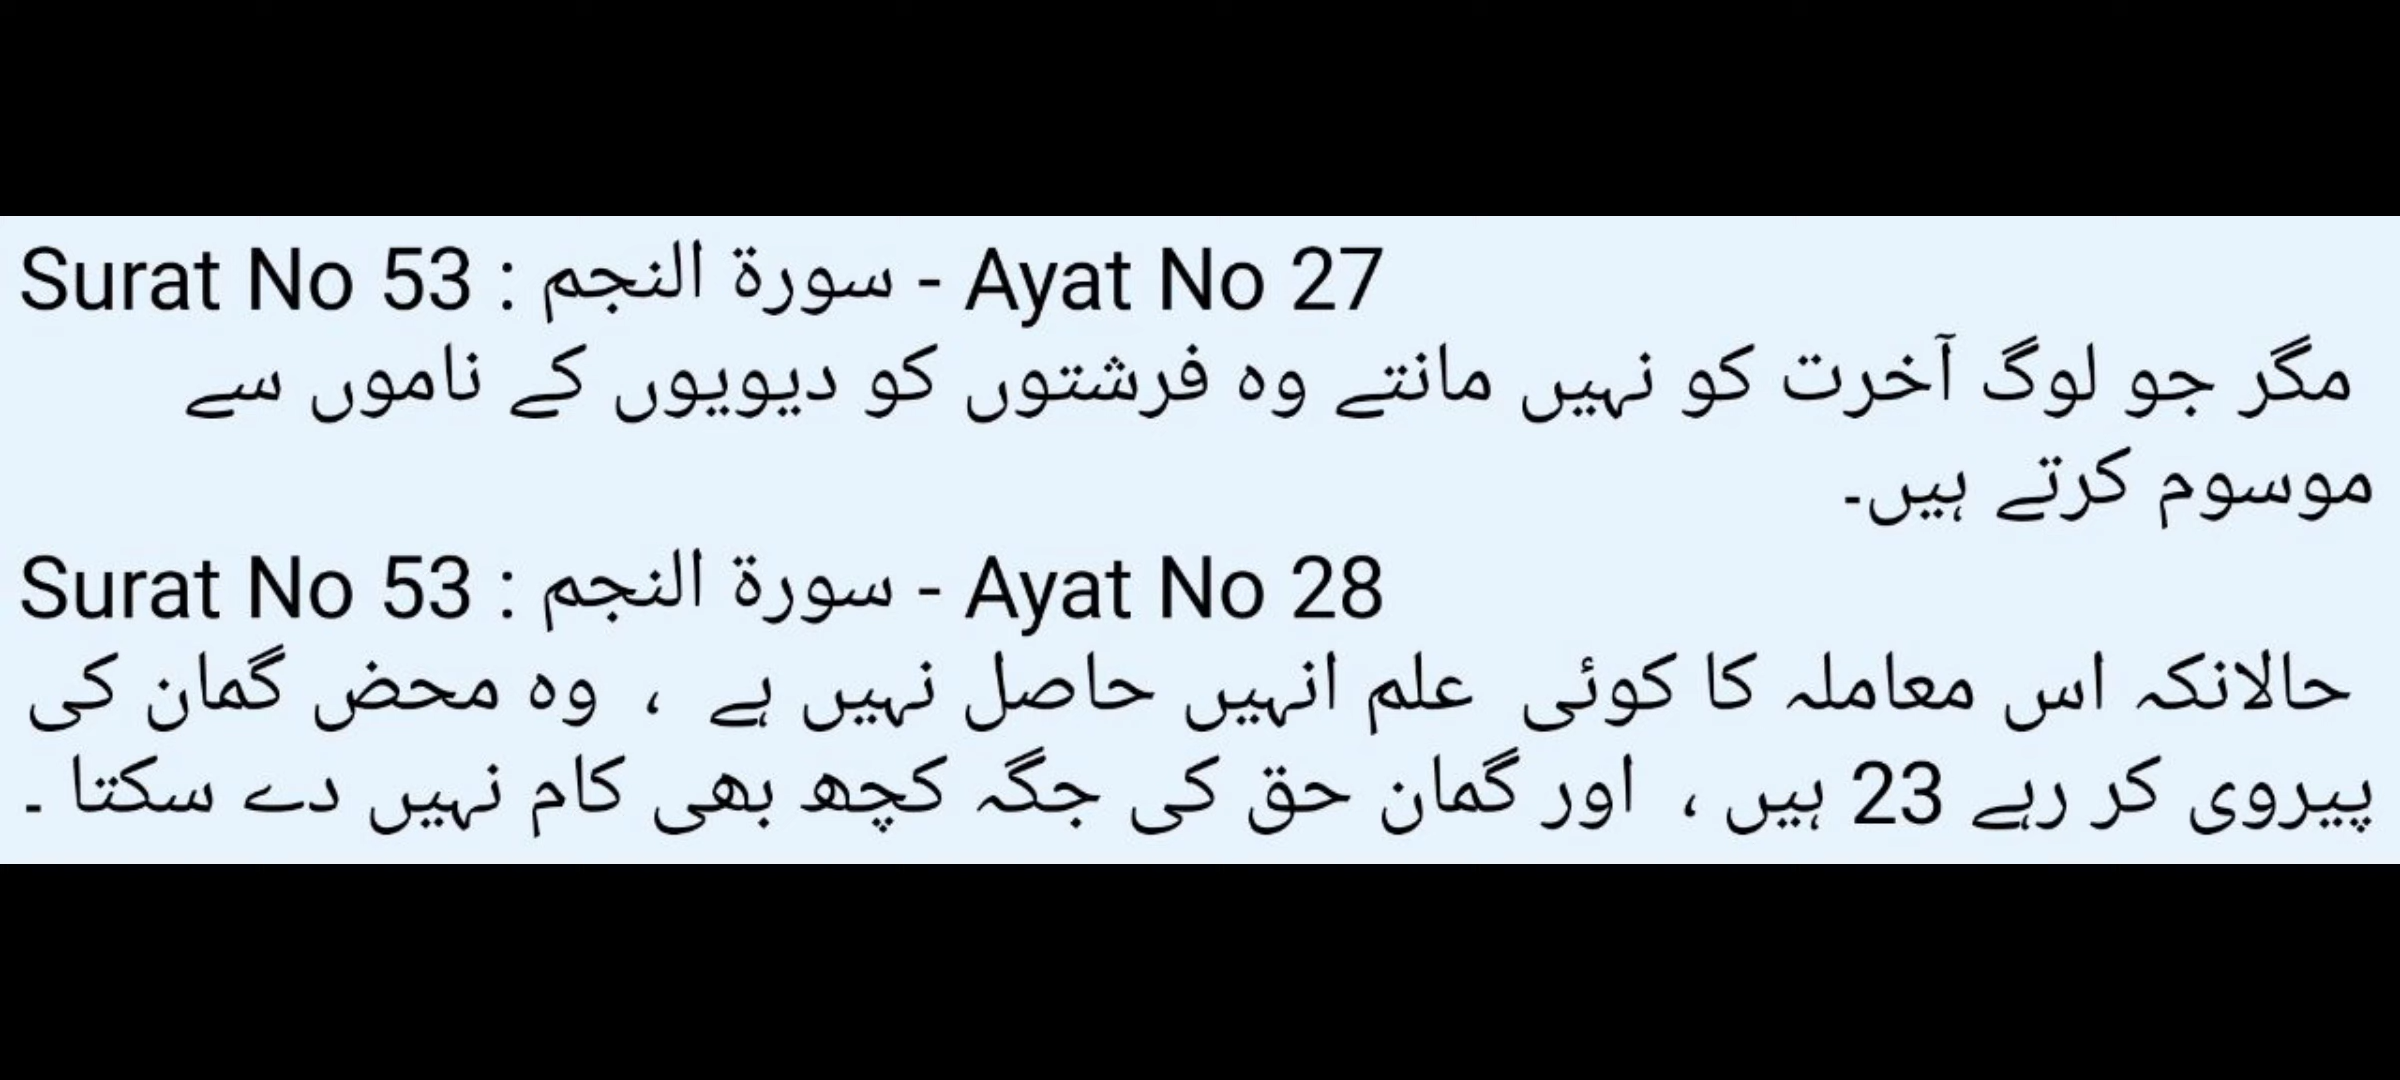 Surat No 53 : سورة النجم - Ayat No 27
مگر جو لوگ آخرت کو نہیں مانتے وہ فرشتوں کو دیویوں کے ناموں سے
موسوم کرتے ہیں۔
Surat No 53 : سورة النجم - Ayat No 28
حالانکہ اس معاملہ کا کوئی علم انہیں حاصل نہیں ہے ، وہ محض گمان کی
پیروی کر رہے 23 ہیں ، اور گمان حق کی جگہ کچھ بھی کام نہیں دے سکتا ۔